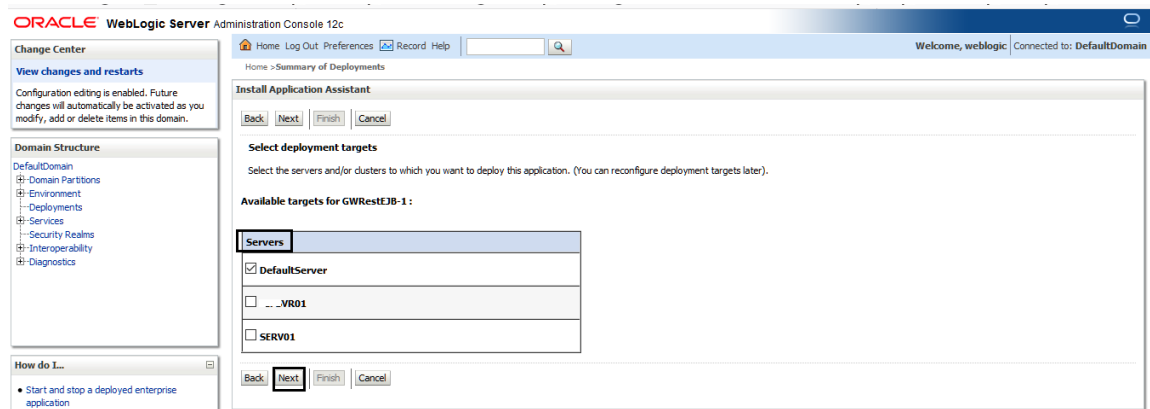 ORACLE WebLogic Server Administration Console 12c
Change Center
View changes and restarts
Configuration editing is enabled. Future
changes will automatically be activated as you
modify, add or delete items in this domain.
Domain Structure
DefaultDomain
Domain Partitions
Environment
Deployments
Services
Security Realms
Interoperability
Diagnostics
How do I...
Start and stop a deployed enterprise
application
Home Log Out Preferences Record Help
Welcome, weblogic Connected to: DefaultDomain
Home >Summary of Deployments
Install Application Assistant
Back Next Finish Cancel
Select deployment targets
Select the servers and/or clusters to which you want to deploy this application. (You can reconfigure deployment targets later).
Available targets for GWRestEJB-1 :
Servers
DefaultServer
SERV01
Back Next Finish Cancel